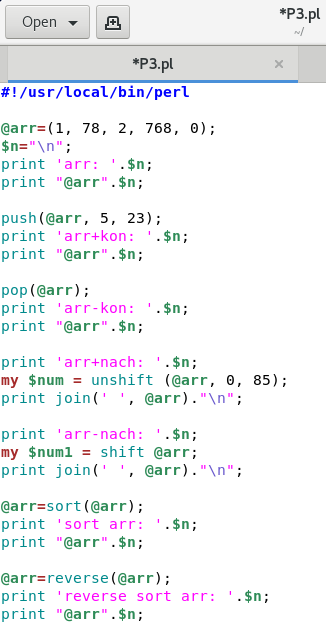 Open
*P3.pl
~/
*P3.pl
#!/usr/local/bin/perl
@arr=(1, 78, 2, 768, 0);
$n="\n";
print 'arr: '.$n;
print "@arr".$n;
push(@arr, 5, 23);
print 'arr+kon: '.$n;
print "@arr".$n;
pop(@arr);
print 'arr-kon: '.$n;
print "@arr".$n;
print 'arr+nach: '.$n;
my $num = unshift (@arr, 0, 85);
print join(' ', @arr)."\n";
print 'arr-nach: '.$n;
my $num1 = shift @arr;
print join(' ', @arr)."\n";
@arr=sort(@arr);
print 'sort arr: '.$n;
print "@arr".$n;
@arr=reverse(@arr);
print 'reverse sort arr: '.$n;
print "@arr".$n;